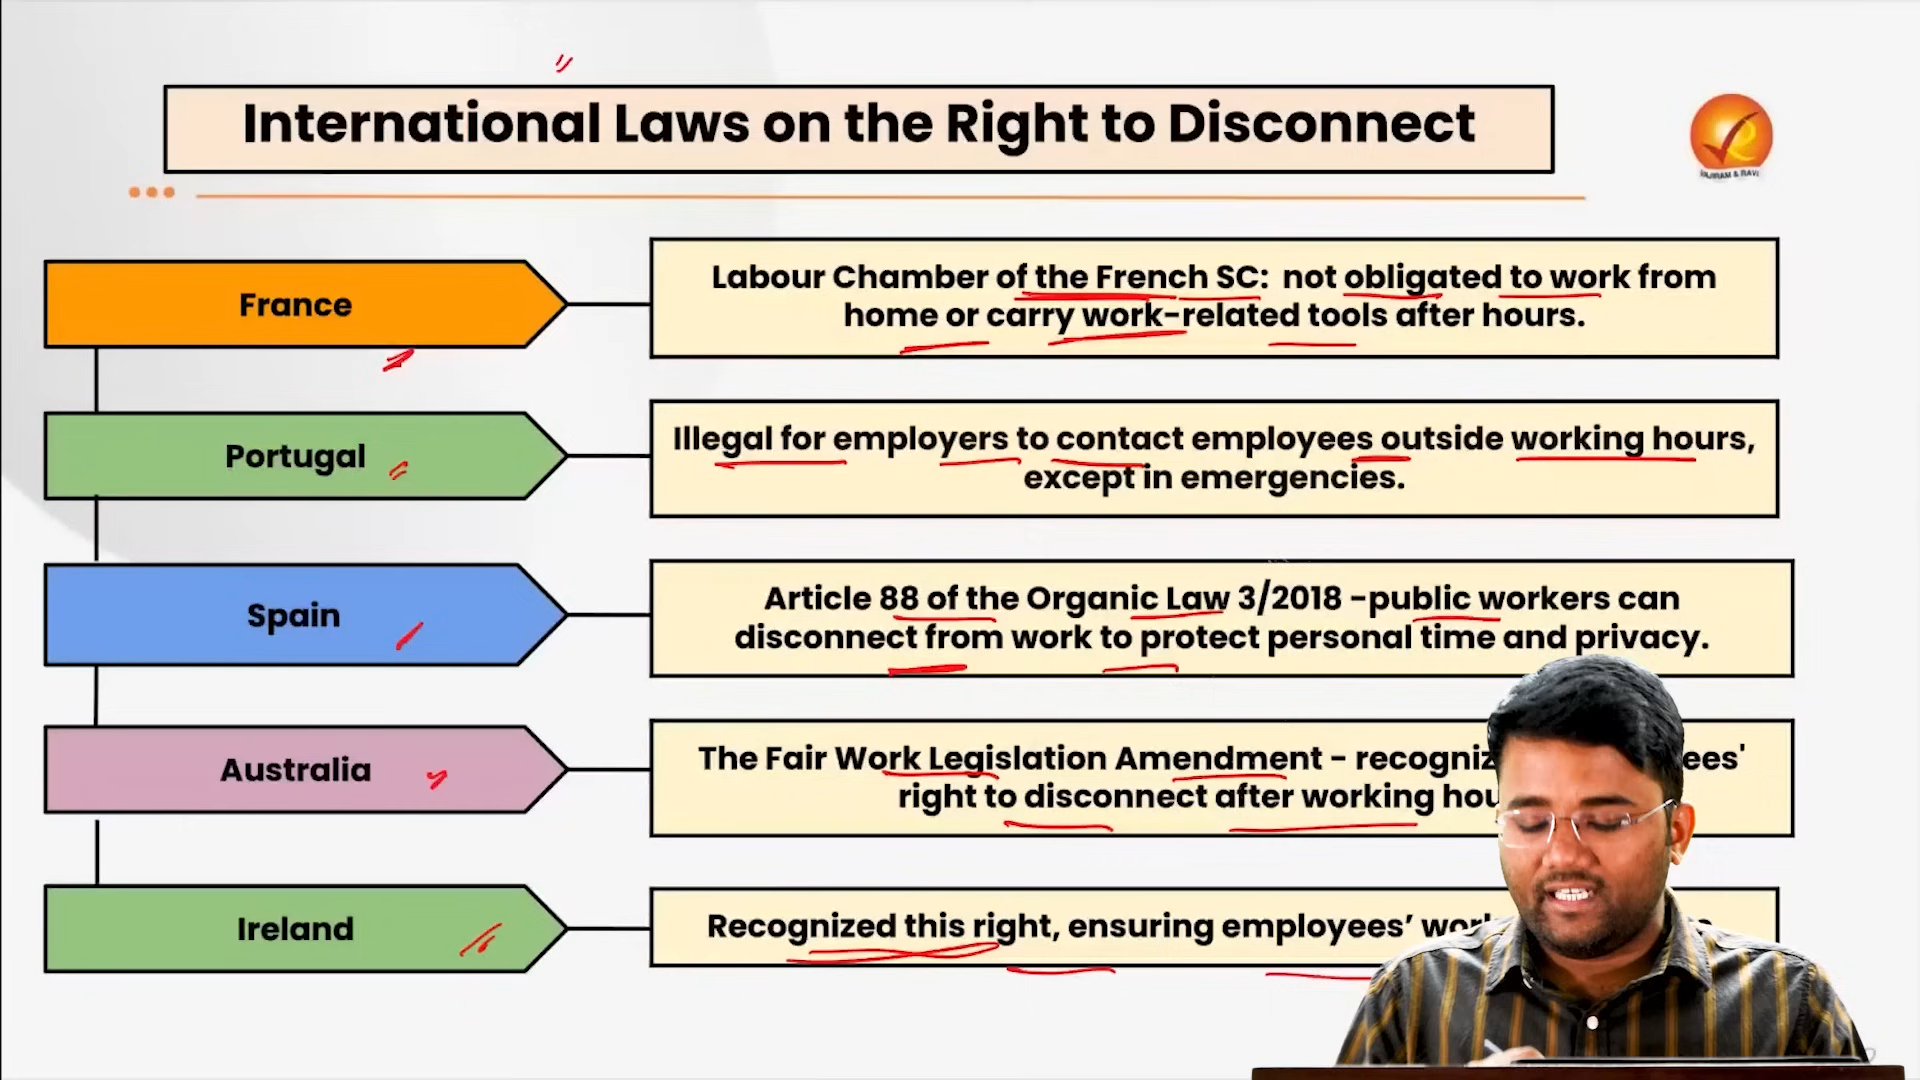 International Laws on the Right to Disconnect
VAJIRAM & RAVI
France
Labour Chamber of the French SC: not obligated to work from
home or carry work-related tools after hours.
Portugal
Illegal for employers to contact employees outside working hours,
except in emergencies.
Spain
Article 88 of the Organic Law 3/2018 -public workers can
disconnect from work to protect personal time and privacy.
Australia
The Fair Work Legislation Amendment - recogniz ees'
right to disconnect after working hou
Ireland
Recognized this right, ensuring employees’ wor